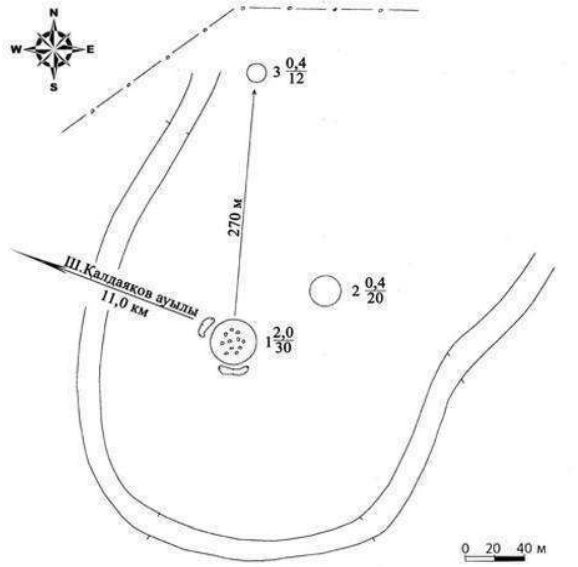 N
W E
S
3 0,4/12
270 м
Ш.Қалдаяков ауылы
11,0 км
2 0,4/20
1 2,0/30
0 20 40 м